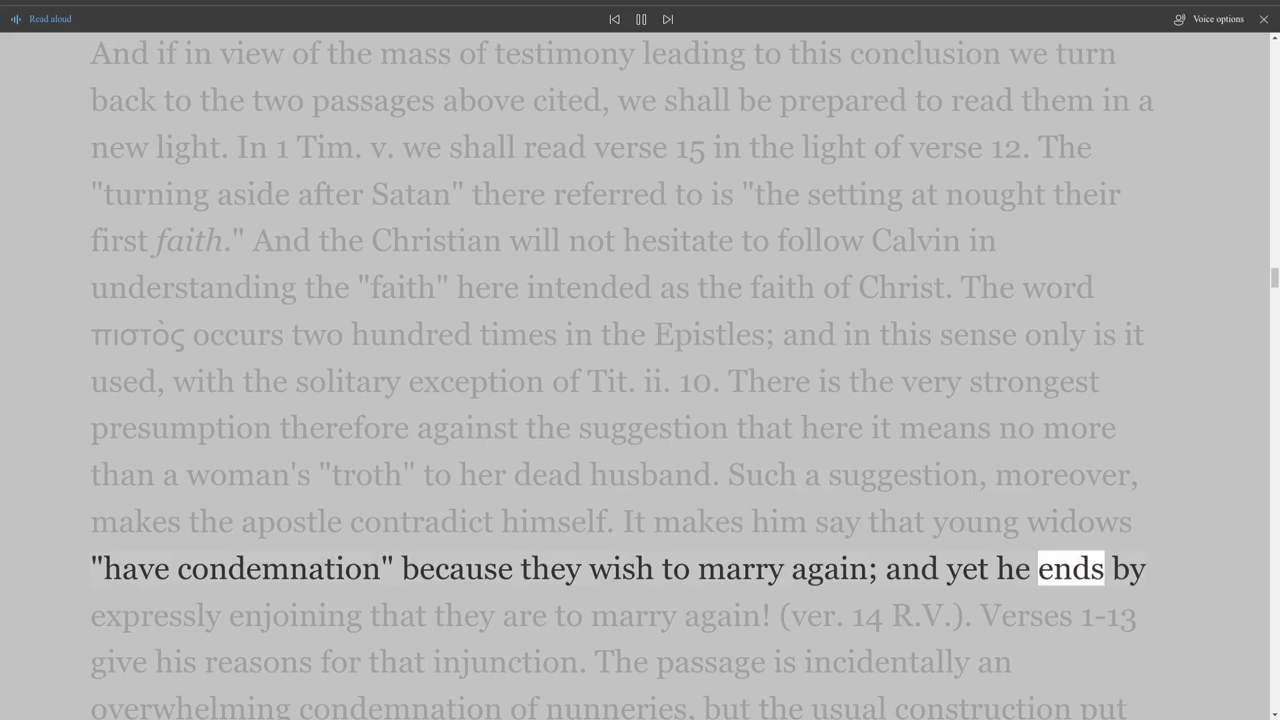 Read aloud
Voice options
And if in view of the mass of testimony leading to this conclusion we turn
back to the two passages above cited, we shall be prepared to read them in a
new light. In 1 Tim. v. we shall read verse 15 in the light of verse 12. The
"turning aside after Satan" there referred to is "the setting at nought their
first faith." And the Christian will not hesitate to follow Calvin in
understanding the "faith" here intended as the faith of Christ. The word
πιστὸς occurs two hundred times in the Epistles; and in this sense only is it
used, with the solitary exception of Tit. ii. 10. There is the very strongest
presumption therefore against the suggestion that here it means no more
than a woman's "troth" to her dead husband. Such a suggestion, moreover,
makes the apostle contradict himself. It makes him say that young widows
"have condemnation" because they wish to marry again; and yet he ends by
expressly enjoining that they are to marry again! (ver. 14 R.V.). Verses 1-13
give his reasons for that injunction. The passage is incidentally an
overwhelming condemnation of nunneries, but the usual construction put